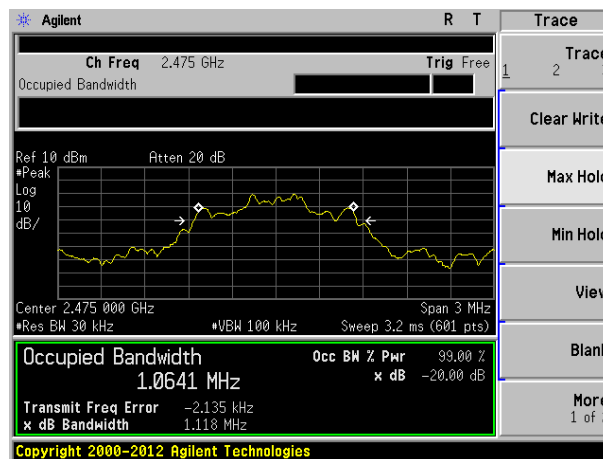 Agilent R T Trace
Ch Freq 2.475 GHz Trig Free
Occupied Bandwidth
Trace
1 2
Clear Write
Max Hold
Min Hold
View
Blank
More
1 of
Ref 10 dBm Atten 20 dB
#Peak
Log
10
dB/
Center 2.475 000 GHz Span 3 MHz
#Res BW 30 kHz #VBW 100 kHz Sweep 3.2 ms (601 pts)
Occupied Bandwidth Occ BW % Pwr 99.00 %
1.0641 MHz x dB -20.00 dB
Transmit Freq Error -2.135 kHz
x dB Bandwidth 1.118 MHz
Copyright 2000-2012 Agilent Technologies